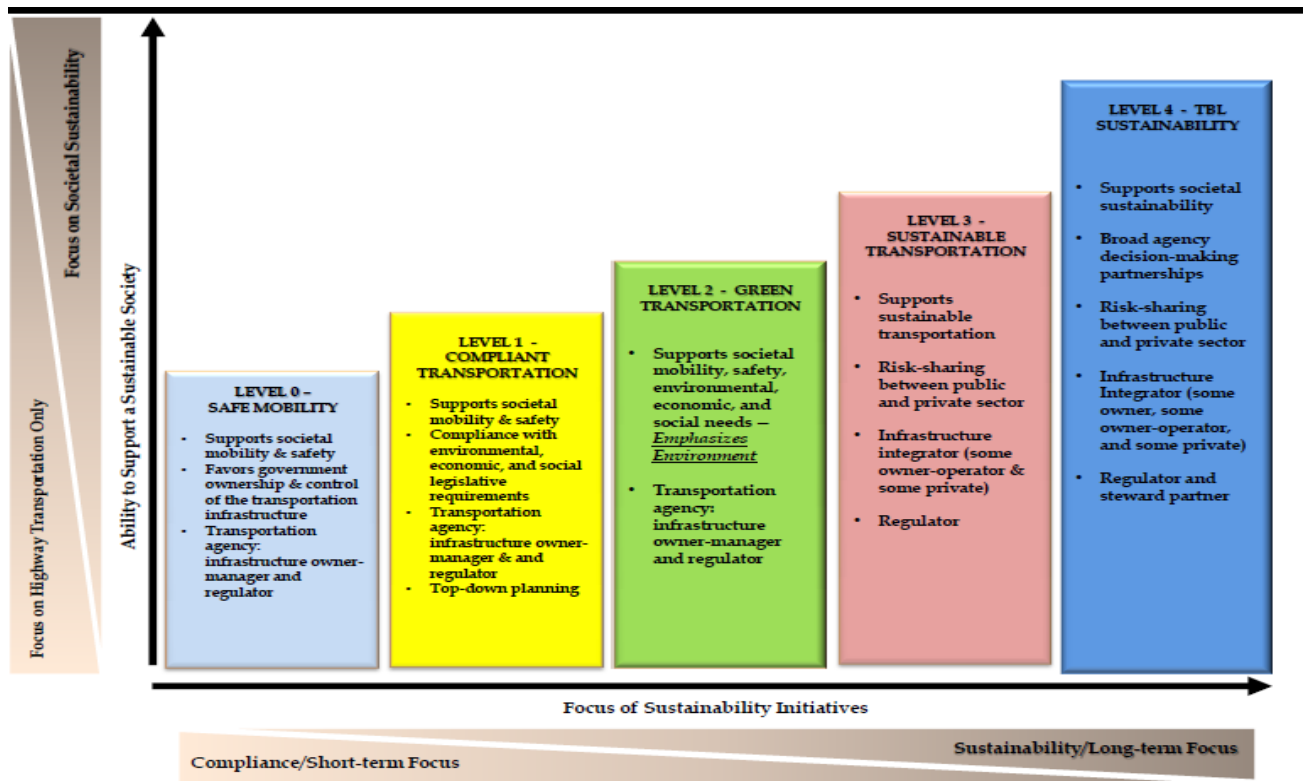 Focus on Societal Sustainability
Focus on Highway Transportation Only
Ability to Support a Sustainable Society
LEVEL 0 –
SAFE MOBILITY
• Supports societal
mobility & safety
• Favors government
ownership & control
of the transportation
infrastructure
• Transportation
agency:
infrastructure owner-
manager and
regulator
LEVEL 1 -
COMPLIANT
TRANSPORTATION
• Supports societal
mobility & safety
• Compliance with
environmental,
economic, and social
legislative
requirements
• Transportation
agency:
infrastructure owner-
manager & and
regulator
• Top-down planning
LEVEL 2 - GREEN
TRANSPORTATION
• Supports societal
mobility, safety,
environmental,
economic, and
social needs –
Emphasizes
Environment
• Transportation
agency:
infrastructure
owner-manager
and regulator
LEVEL 3 -
SUSTAINABLE
TRANSPORTATION
• Supports
sustainable
transportation
• Risk-sharing
between public
and private sector
• Infrastructure
integrator (some
owner-operator &
some private)
• Regulator
LEVEL 4 - TBL
SUSTAINABILITY
• Supports societal
sustainability
• Broad agency
decision-making
partnerships
• Risk-sharing
between public
and private sector
• Infrastructure
Integrator (some
owner, some
owner-operator,
and some private)
• Regulator and
steward partner
Focus of Sustainability Initiatives
Compliance/Short-term Focus
Sustainability/Long-term Focus